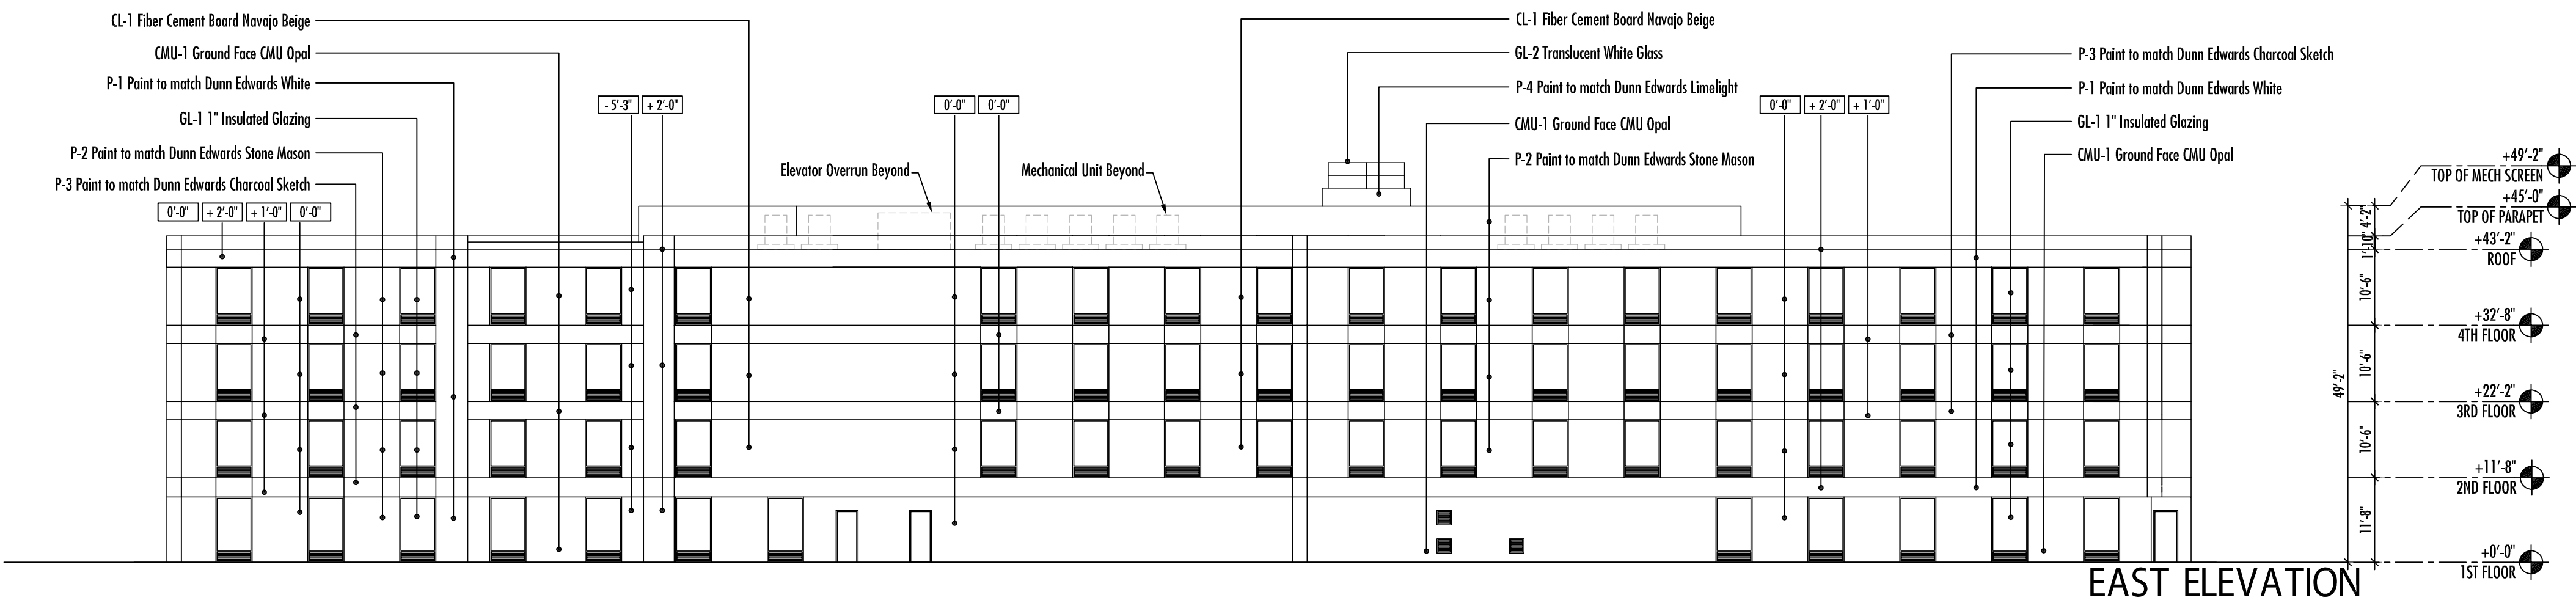 CL-1 Fiber Cement Board Navajo Beige
CMU-1 Ground Face CMU Opal
P-1 Paint to match Dunn Edwards White
GL-1 1" Insulated Glazing
P-2 Paint to match Dunn Edwards Stone Mason
P-3 Paint to match Dunn Edwards Charcoal Sketch
0'-0" + 2'-0" + 1'-0" 0'-0"
- 5'-3" + 2'-0"
0'-0" 0'-0"
Elevator Overrun Beyond
Mechanical Unit Beyond
CL-1 Fiber Cement Board Navajo Beige
GL-2 Translucent White Glass
P-4 Paint to match Dunn Edwards Limelight
CMU-1 Ground Face CMU Opal
P-2 Paint to match Dunn Edwards Stone Mason
0'-0" + 2'-0" + 1'-0"
P-3 Paint to match Dunn Edwards Charcoal Sketch
P-1 Paint to match Dunn Edwards White
GL-1 1" Insulated Glazing
CMU-1 Ground Face CMU Opal
49'-2"
4'-2"
1'-10"
10'-6"
10'-6"
10'-6"
11'-8"
+49'-2"
TOP OF MECH SCREEN
+45'-0"
TOP OF PARAPET
+43'-2"
ROOF
+32'-8"
4TH FLOOR
+22'-2"
3RD FLOOR
+11'-8"
2ND FLOOR
+0'-0"
1ST FLOOR
EAST ELEVATION